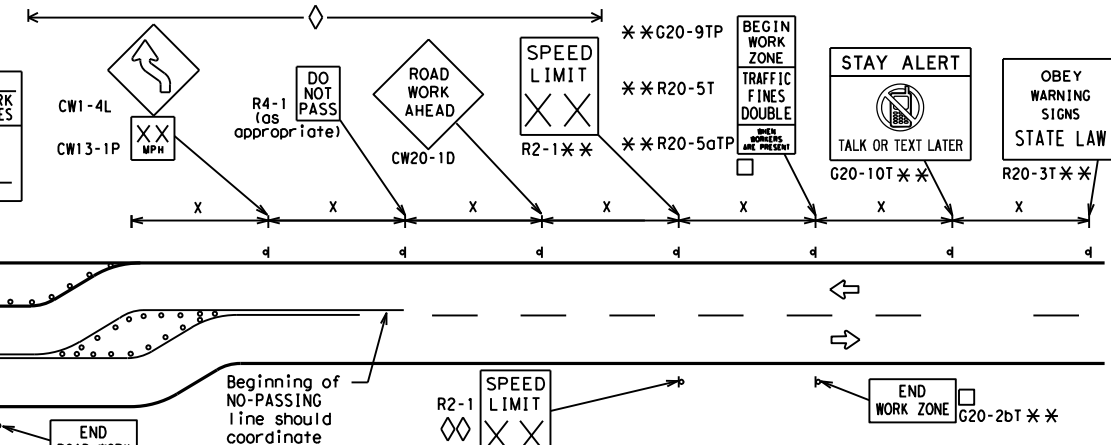 CW1-4L
XX
MPH
CW13-1P
R4-1
(as
appropriate)
DO
NOT
PASS
ROAD
WORK
AHEAD
CW20-1D
SPEED
LIMIT
XX
R2-1**
**G20-9TP
**R20-5T
**R20-5aTP
BEGIN
WORK
ZONE
TRAFFIC
FINES
DOUBLE
WHEN
WORKERS
ARE PRESENT
STAY ALERT
TALK OR TEXT LATER
G20-10T**
OBEY
WARNING
SIGNS
STATE LAW
R20-3T**
X X X X X X X
Beginning of
NO-PASSING
line should
coordinate
R2-1
SPEED
LIMIT
XX
END
WORK ZONE
G20-2bT**
END